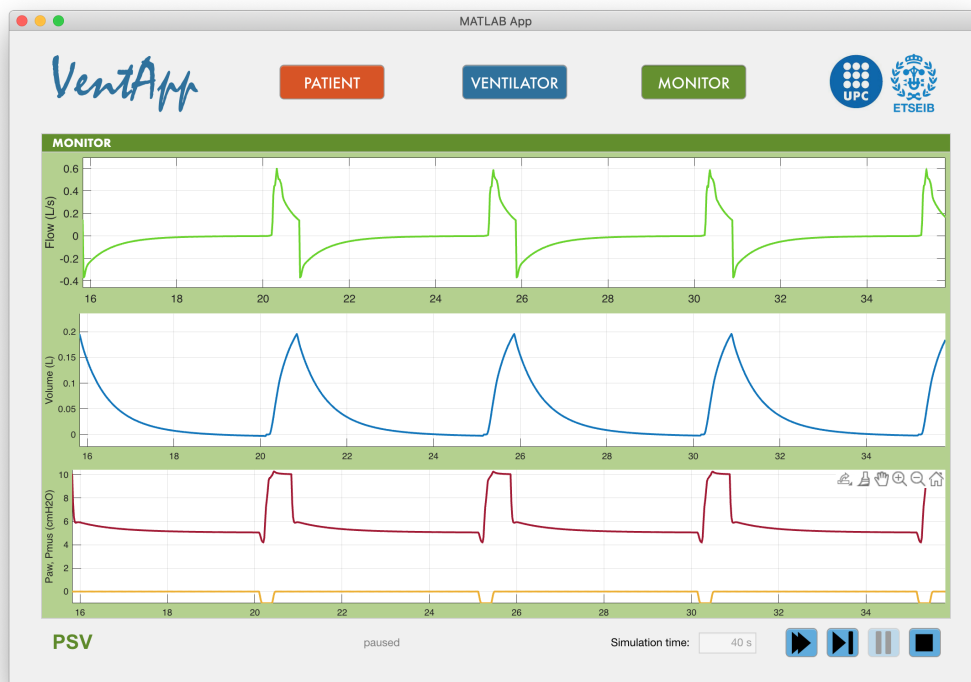 MATLAB App
VentApp
PATIENT
VENTILATOR
MONITOR
UPC
ETSEIB
MONITOR
Flow (L/s)
0.6
0.4
0.2
0
-0.2
-0.4
16 18 20 22 24 26 28 30 32 34
Volume (L)
0.2
0.15
0.1
0.05
0
16 18 20 22 24 26 28 30 32 34
Paw, Pmus (cmH2O)
10
8
6
4
2
0
16 18 20 22 24 26 28 30 32 34
PSV
paused
Simulation time:
40 s